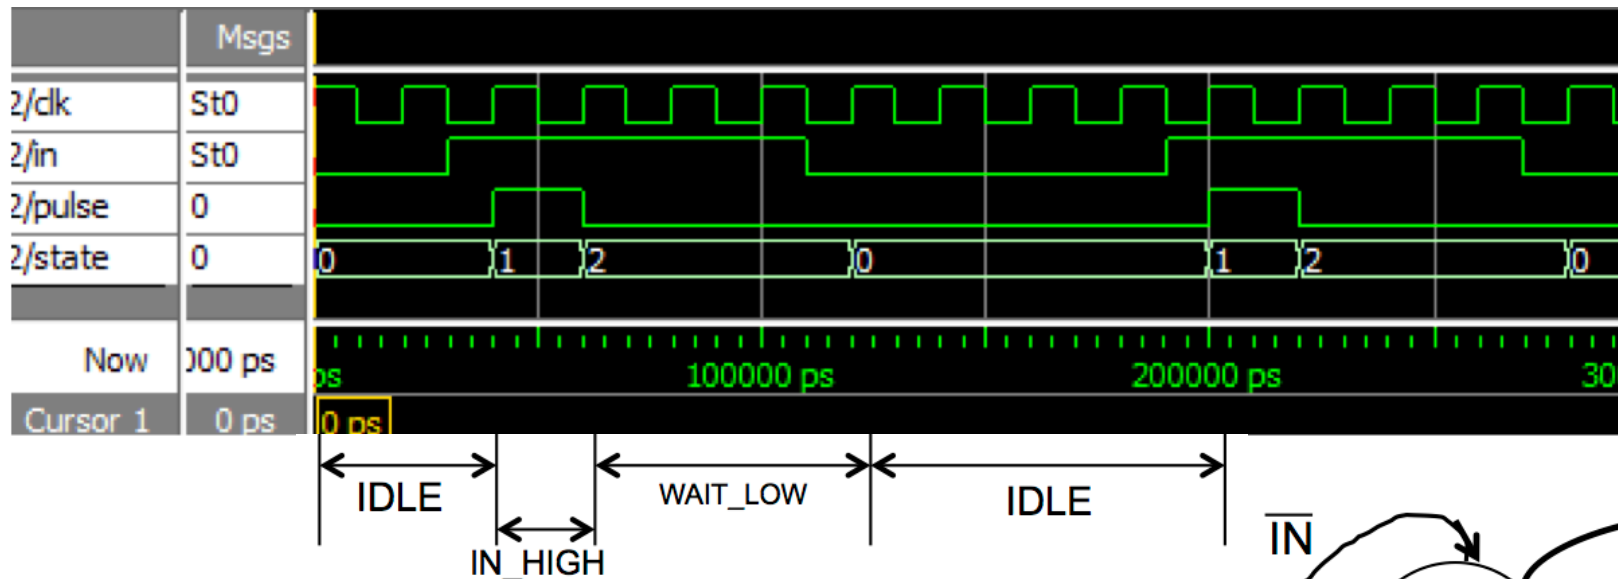 Msgs
2/clk St0
2/in St0
2/pulse 0
2/state 0 0 1 2 0 1 2 0
Now 000 ps ps 100000 ps 200000 ps 30
Cursor 1 0 ps 0 ps
IDLE WAIT_LOW IDLE
IN_HIGH
IN